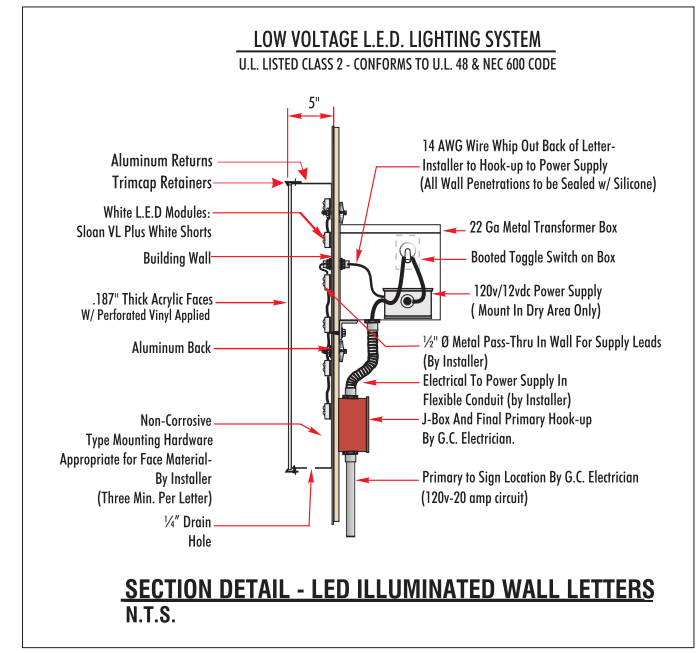 LOW VOLTAGE L.E.D. LIGHTING SYSTEM
U.L. LISTED CLASS 2 - CONFORMS TO U.L. 48 & NEC 600 CODE
5"
Aluminum Returns
Trimcap Retainers
White L.E.D Modules:
Sloan VL Plus White Shorts
Building Wall
.187" Thick Acrylic Faces
W/ Perforated Vinyl Applied
Aluminum Back
Non-Corrosive
Type Mounting Hardware
Appropriate for Face Material-
By Installer
(Three Min. Per Letter)
¼" Drain
Hole
14 AWG Wire Whip Out Back of Letter-
Installer to Hook-up to Power Supply
(All Wall Penetrations to be Sealed w/ Silicone)
22 Ga Metal Transformer Box
Booted Toggle Switch on Box
120v/12vdc Power Supply
( Mount In Dry Area Only)
½" Ø Metal Pass-Thru In Wall For Supply Leads
(By Installer)
Electrical To Power Supply In
Flexible Conduit (by Installer)
J-Box And Final Primary Hook-up
By G.C. Electrician.
Primary to Sign Location By G.C. Electrician
(120v-20 amp circuit)
SECTION DETAIL - LED ILLUMINATED WALL LETTERS
N.T.S.